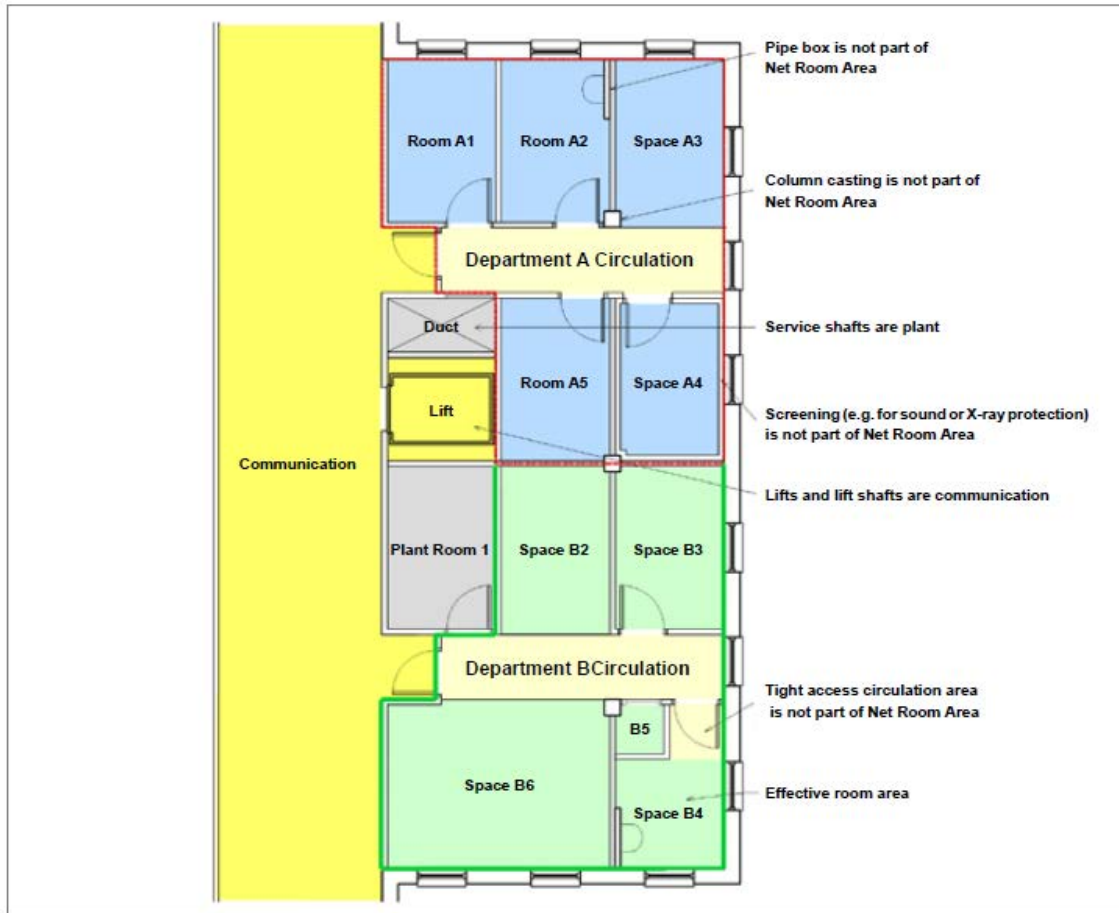 Pipe box is not part of
Net Room Area
Room A1
Room A2
Space A3
Column casting is not part of
Net Room Area
Department A Circulation
Duct
Service shafts are plant
Room A5
Space A4
Lift
Screening (e.g. for sound or X-ray protection)
is not part of Net Room Area
Communication
Lifts and lift shafts are communication
Plant Room 1
Space B2
Space B3
Department BCirculation
Tight access circulation area
is not part of Net Room Area
B5
Space B6
Effective room area
Space B4